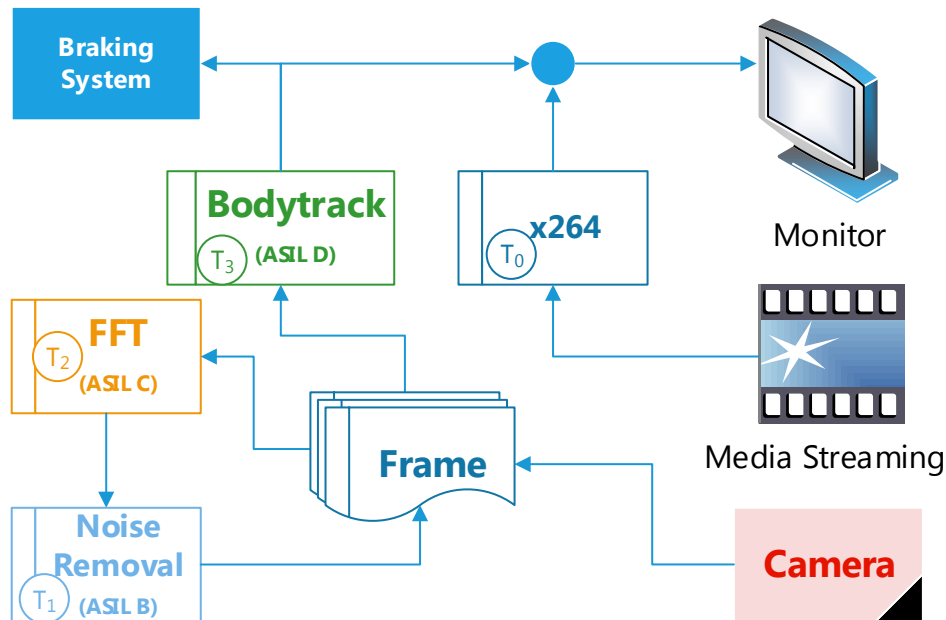 Braking
System
Bodytrack
T3 (ASIL D)
x264
T0
Monitor
FFT
T2
(ASIL C)
Frame
Media Streaming
Noise
Removal
T1 (ASIL B)
Camera